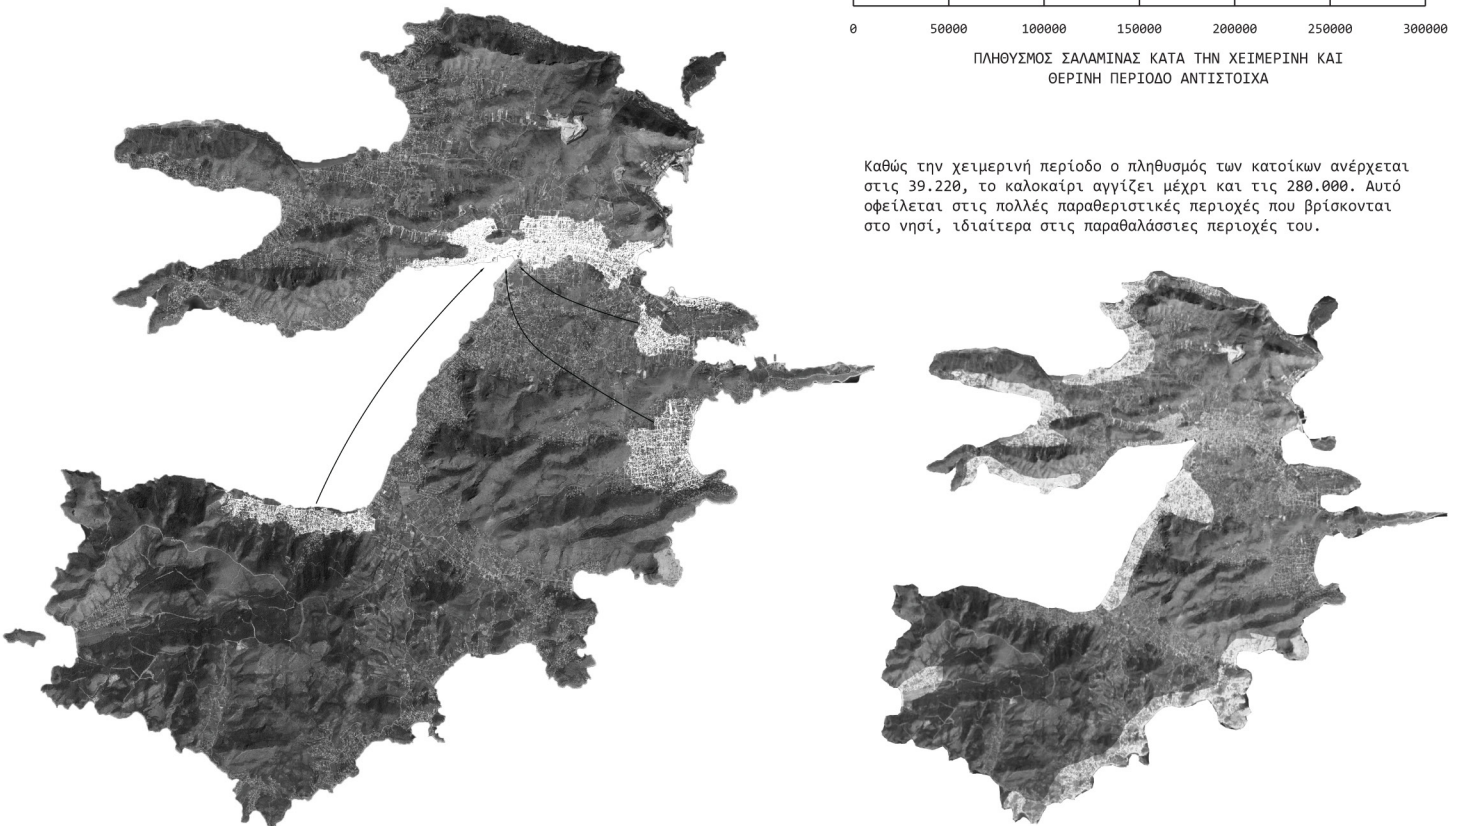 0 50000 100000 150000 200000 250000 300000
ΠΛΗΘΥΣΜΟΣ ΣΑΛΑΜΙΝΑΣ ΚΑΤΑ ΤΗΝ ΧΕΙΜΕΡΙΝΗ ΚΑΙ
ΘΕΡΙΝΗ ΠΕΡΙΟΔΟ ΑΝΤΙΣΤΟΙΧΑ
Καθώς την χειμερινή περίοδο ο πληθυσμός των κατοίκων ανέρχεται
στις 39.220, το καλοκαίρι αγγίζει μέχρι και τις 280.000. Αυτό
οφείλεται στις πολλές παραθεριστικές περιοχές που βρίσκονται
στο νησί, ιδιαίτερα στις παραθαλάσσιες περιοχές του.